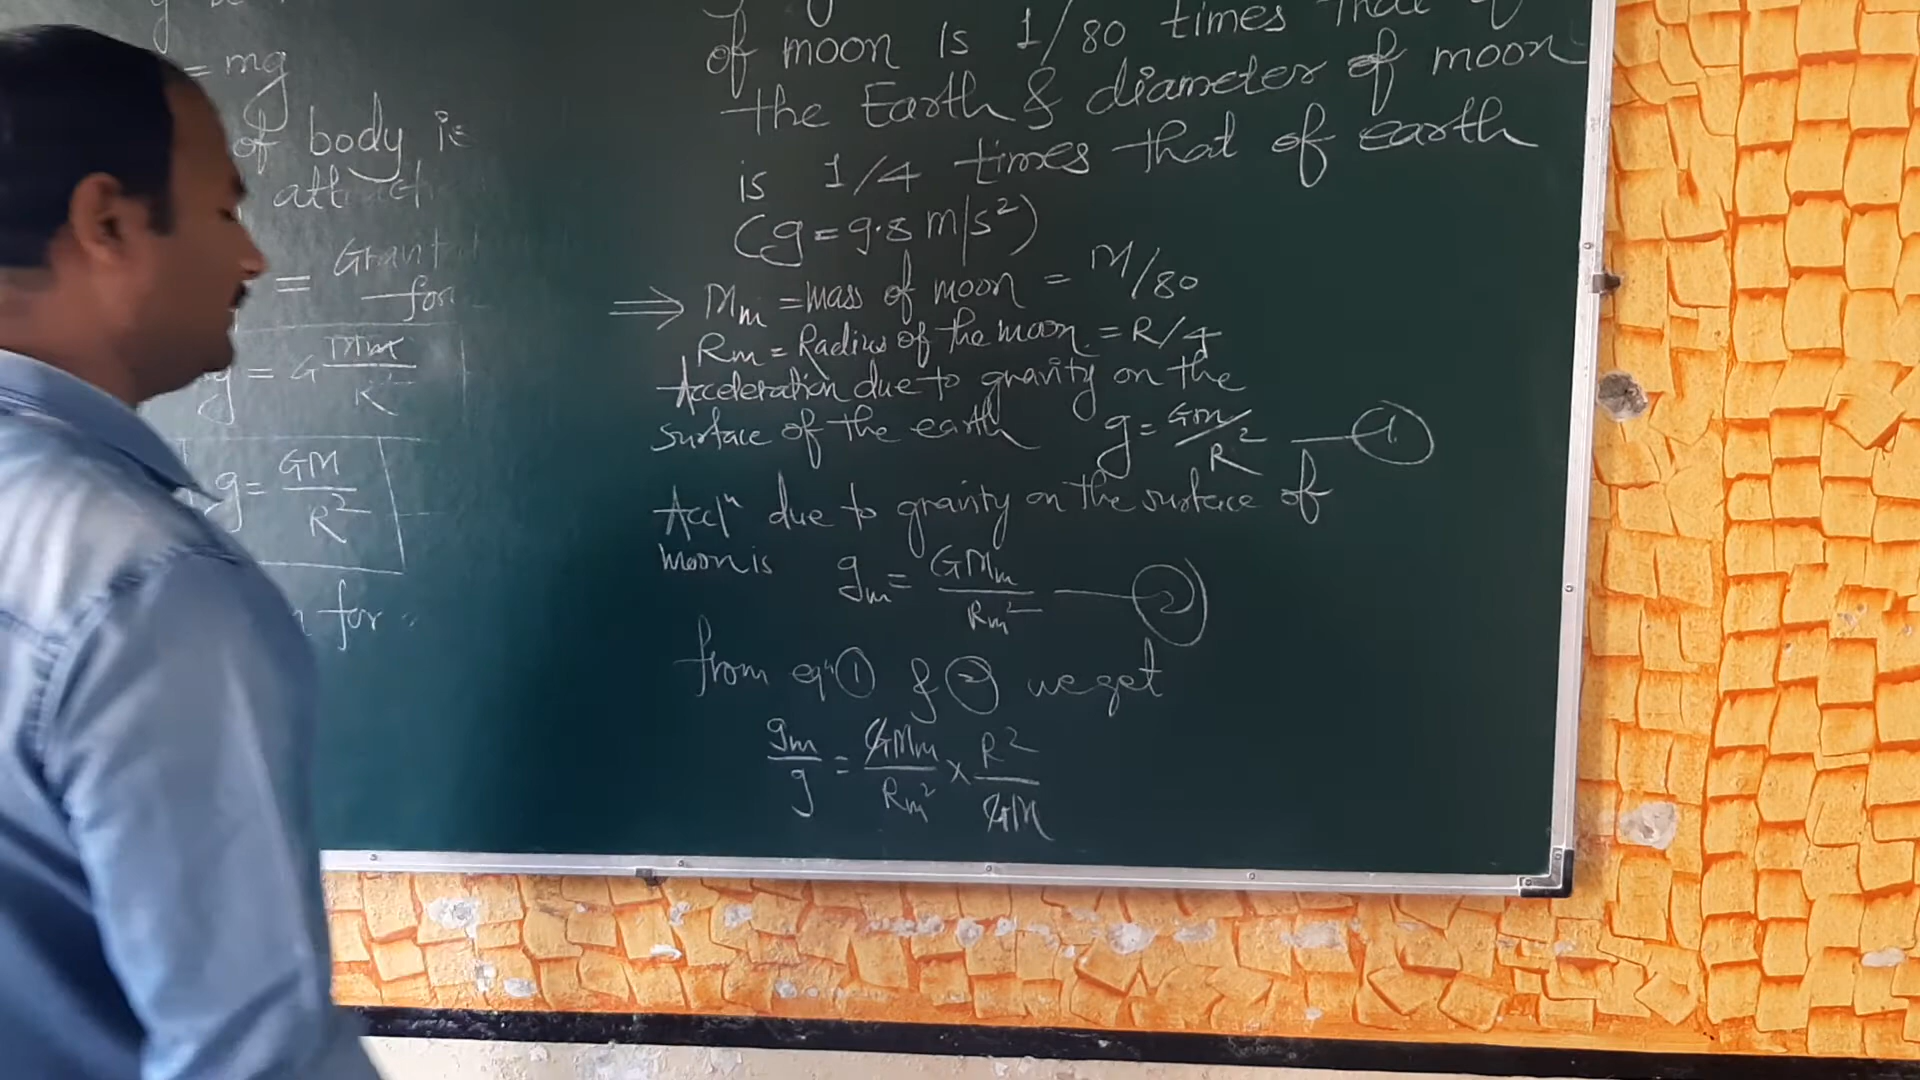 = mg
of body is
= Gravit
for
g = G Mm
R²
g = GM
R²
for
of moon is 1/80 times that of
the Earth & diameter of moon
is 1/4 times that of earth
(g = 9.8 m/s²)
⇒ Mm = mass of moon = M/80
Rm = Radius of the moon = R/4
Acceleration due to gravity on the
surface of the earth g = Gm/R² — ①
Accⁿ due to gravity on the surface of
moon is gm = GMm/Rm² — ②
from eqⁿ ① & ② we get
gm/g = GMm/Rm² × R²/GM